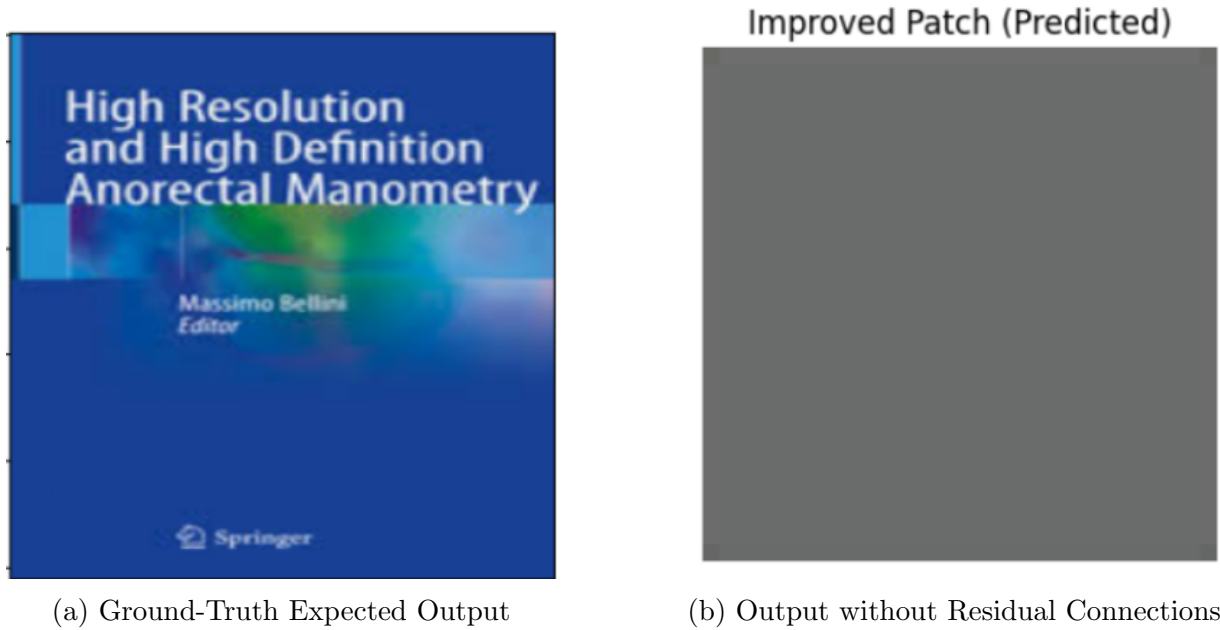 High Resolution
and High Definition
Anorectal Manometry
Massimo Bellini
Editor
Springer
(a) Ground-Truth Expected Output
Improved Patch (Predicted)
(b) Output without Residual Connections